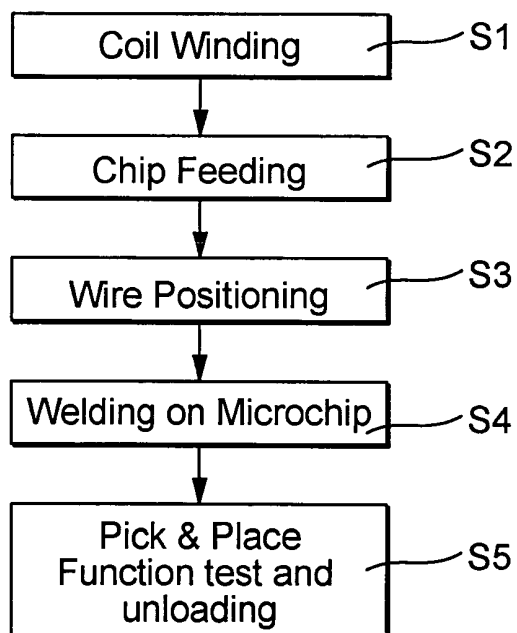 Coil Winding
S1
Chip Feeding
S2
Wire Positioning
S3
Welding on Microchip
S4
Pick & Place
Function test and
unloading
S5